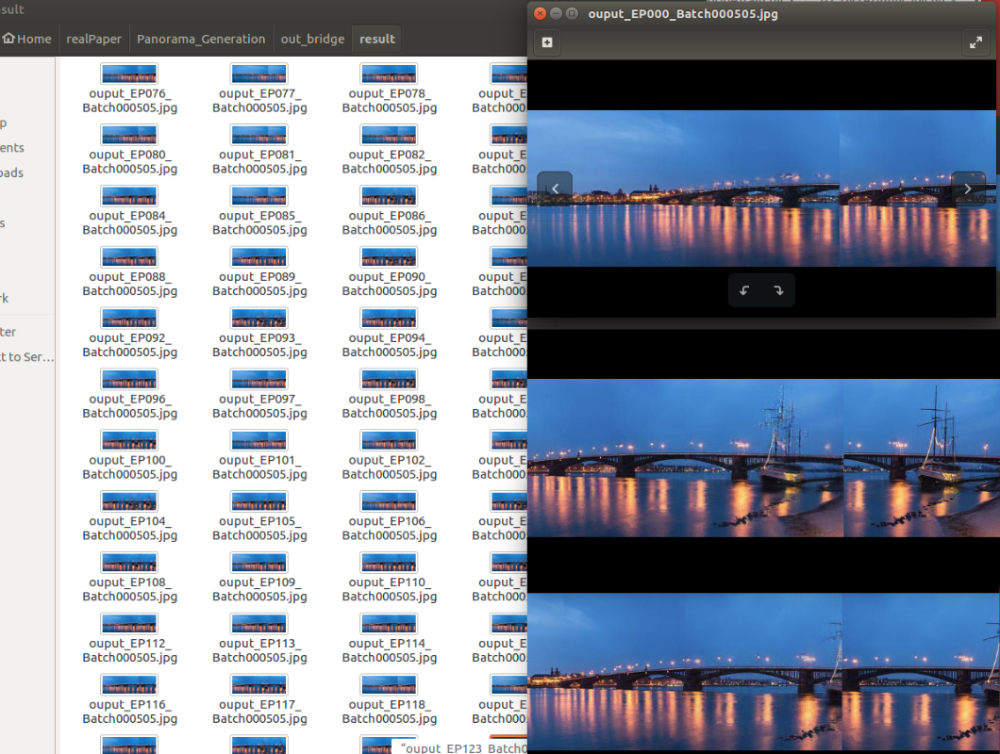 sult
Home
realPaper
Panorama_Generation
out_bridge
result
ouput_EP000_Batch000505.jpg
p
ents
oads
s
rk
ter
ct to Ser…
ouput_EP076_
Batch000505.jpg
ouput_EP077_
Batch000505.jpg
ouput_EP078_
Batch000505.jpg
ouput_E
Batch00
ouput_EP080_
Batch000505.jpg
ouput_EP081_
Batch000505.jpg
ouput_EP082_
Batch000505.jpg
ouput_E
Batch00
ouput_EP084_
Batch000505.jpg
ouput_EP085_
Batch000505.jpg
ouput_EP086_
Batch000505.jpg
ouput_E
Batch00
ouput_EP088_
Batch000505.jpg
ouput_EP089_
Batch000505.jpg
ouput_EP090_
Batch000505.jpg
ouput_E
Batch00
ouput_EP092_
Batch000505.jpg
ouput_EP093_
Batch000505.jpg
ouput_EP094_
Batch000505.jpg
ouput_E
Batch00
ouput_EP096_
Batch000505.jpg
ouput_EP097_
Batch000505.jpg
ouput_EP098_
Batch000505.jpg
ouput_E
Batch00
ouput_EP100_
Batch000505.jpg
ouput_EP101_
Batch000505.jpg
ouput_EP102_
Batch000505.jpg
ouput_E
Batch00
ouput_EP104_
Batch000505.jpg
ouput_EP105_
Batch000505.jpg
ouput_EP106_
Batch000505.jpg
ouput_E
Batch00
ouput_EP108_
Batch000505.jpg
ouput_EP109_
Batch000505.jpg
ouput_EP110_
Batch000505.jpg
ouput_E
Batch00
ouput_EP112_
Batch000505.jpg
ouput_EP113_
Batch000505.jpg
ouput_EP114_
Batch000505.jpg
ouput_E
Batch00
ouput_EP116_
Batch000505.jpg
ouput_EP117_
Batch000505.jpg
ouput_EP118_
Batch000505.jpg
ouput_E
Batch00
“ouput_EP123_Batch0